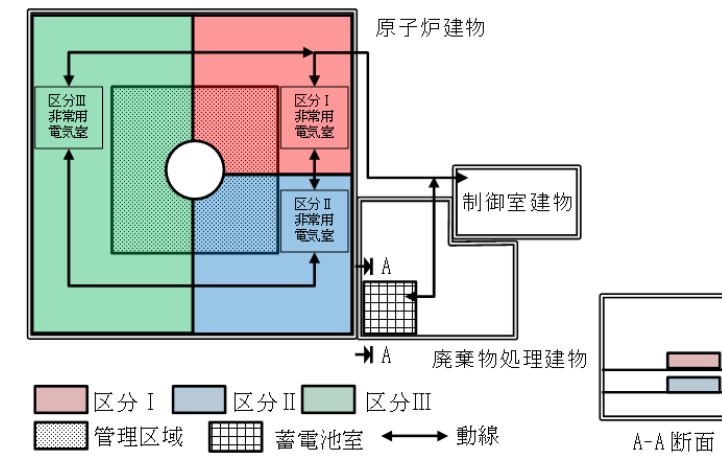 原子炉建物
区分Ⅲ
非常用
電気室
区分Ⅰ
非常用
電気室
区分Ⅱ
非常用
電気室
制御室建物
A
A
廃棄物処理建物
区分Ⅰ
区分Ⅱ
区分Ⅲ
管理区域
蓄電池室
動線
A-A断面